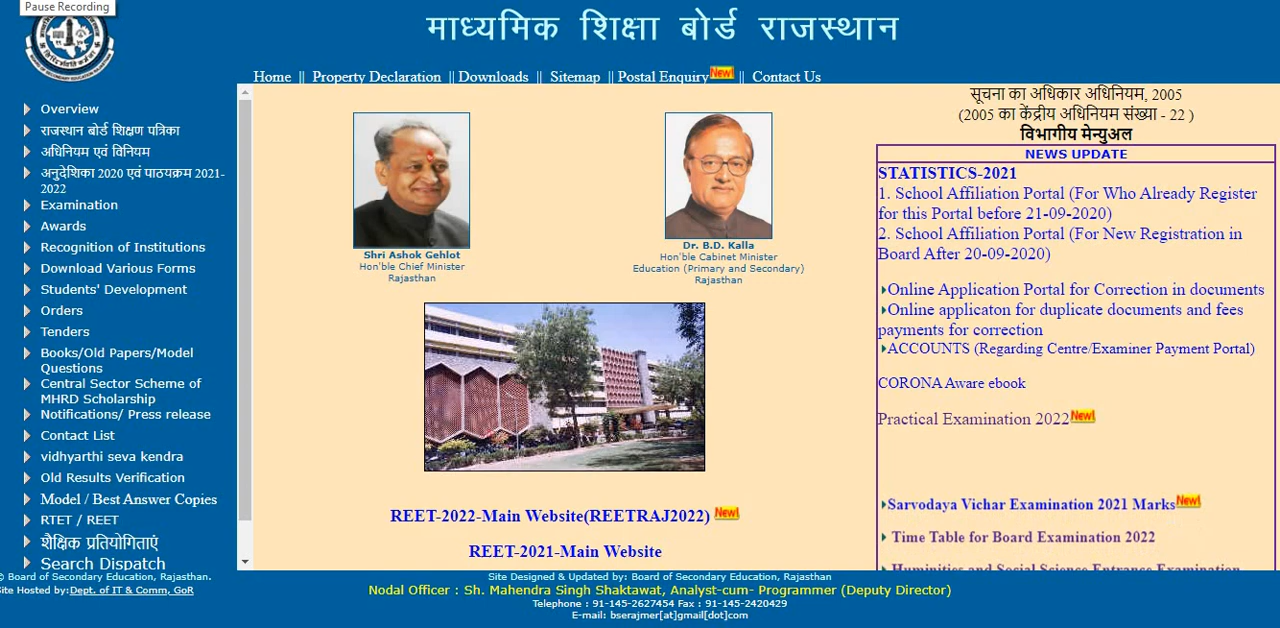 Pause Recording
माध्यमिक शिक्षा बोर्ड राजस्थान
Home || Property Declaration || Downloads || Sitemap || Postal Enquiry New! || Contact Us
Overview
राजस्थान बोर्ड शिक्षण पत्रिका
अधिनियम एवं विनियम
अनुदेशिका 2020 एवं पाठयक्रम 2021-
2022
Examination
Awards
Recognition of Institutions
Download Various Forms
Students' Development
Orders
Tenders
Books/Old Papers/Model
Questions
Central Sector Scheme of
MHRD Scholarship
Notifications/ Press release
Contact List
vidhyarthi seva kendra
Old Results Verification
Model / Best Answer Copies
RTET / REET
शैक्षिक प्रतियोगिताएं
Search Dispatch
Shri Ashok Gehlot
Hon'ble Chief Minister
Rajasthan
Dr. B.D. Kalla
Hon'ble Cabinet Minister
Education (Primary and Secondary)
Rajasthan
REET-2022-Main Website(REETRAJ2022) New!
REET-2021-Main Website
सूचना का अधिकार अधिनियम, 2005
(2005 का केंद्रीय अधिनियम संख्या - 22 )
विभागीय मेन्युअल
NEWS UPDATE
STATISTICS-2021
1. School Affiliation Portal (For Who Already Register
for this Portal before 21-09-2020)
2. School Affiliation Portal (For New Registration in
Board After 20-09-2020)
Online Application Portal for Correction in documents
Online applicaton for duplicate documents and fees
payments for correction
ACCOUNTS (Regarding Centre/Examiner Payment Portal)
CORONA Aware ebook
Practical Examination 2022 New!
Sarvodaya Vichar Examination 2021 Marks New!
Time Table for Board Examination 2022
Huminities and Social Science Entrance Examination
© Board of Secondary Education, Rajasthan.
Site Hosted by:Dept. of IT & Comm, GoR
Site Designed & Updated by: Board of Secondary Education, Rajasthan
Nodal Officer : Sh. Mahendra Singh Shaktawat, Analyst-cum- Programmer (Deputy Director)
Telephone : 91-145-2627454 Fax : 91-145-2420429
E-mail: bserajmer[at]gmail[dot]com